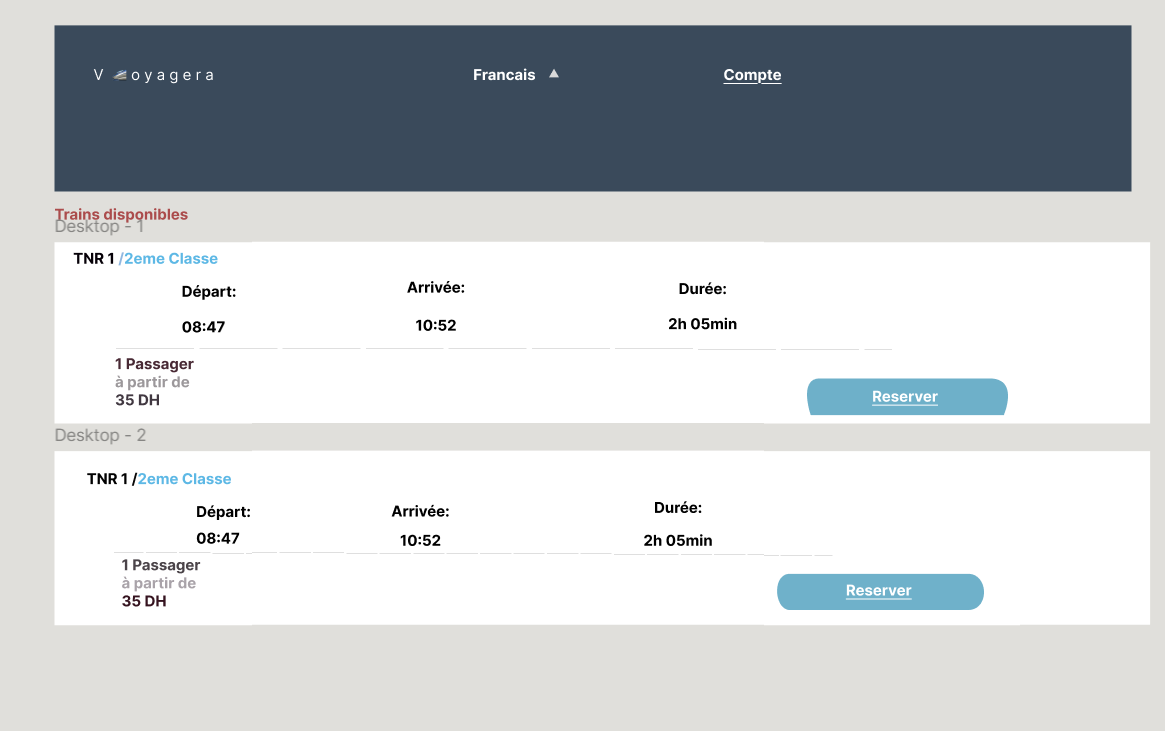 V oyagera Francais Compte
Trains disponibles
Desktop - 1
TNR 1 /2eme Classe
Départ: Arrivée: Durée:
08:47 10:52 2h 05min
1 Passager
à partir de
35 DH
Reserver
Desktop - 2
TNR 1 /2eme Classe
Départ: Arrivée: Durée:
08:47 10:52 2h 05min
1 Passager
à partir de
35 DH
Reserver